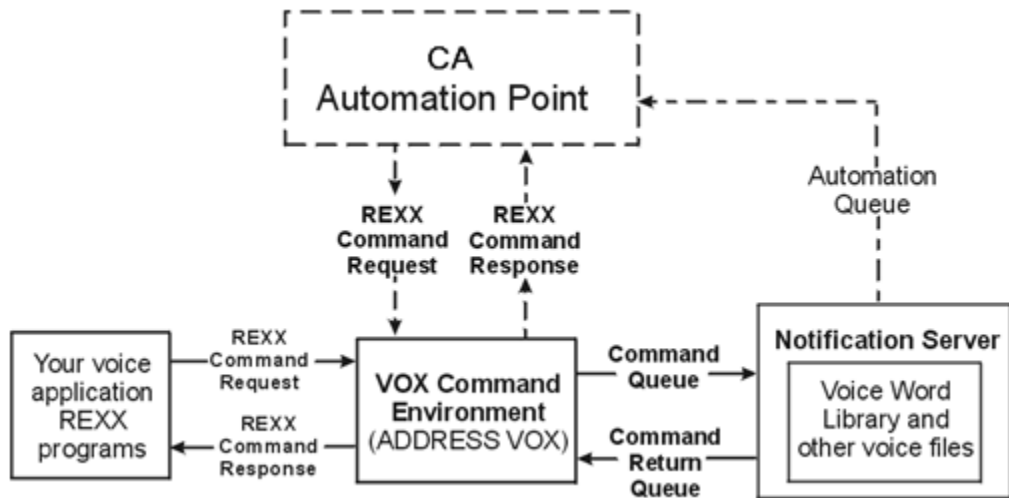 CA
Automation Point
REXX
Command
Request
REXX
Command
Response
Automation
Queue
Your voice
application
REXX
programs
REXX
Command
Request
REXX
Command
Response
VOX Command
Environment
(ADDRESS VOX)
Command
Queue
Command
Return
Queue
Notification Server
Voice Word
Library and
other voice files